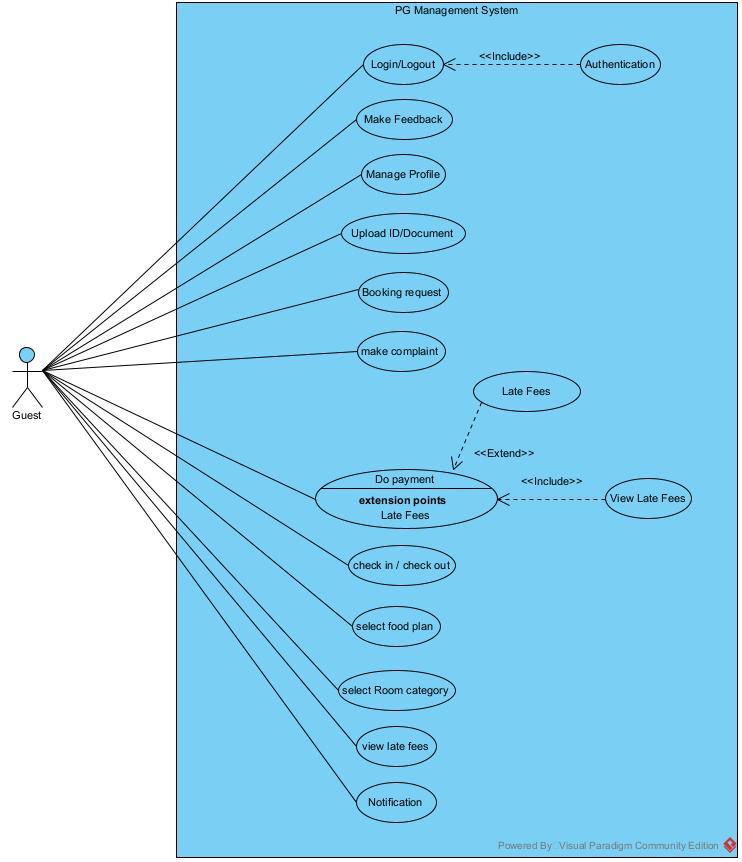 PG Management System
Login/Logout
<<Include>>
Authentication
Make Feedback
Manage Profile
Upload ID/Document
Booking request
make complaint
Guest
Late Fees
<<Extend>>
Do payment
extension points
Late Fees
<<Include>>
View Late Fees
check in / check out
select food plan
select Room category
view late fees
Notification
Powered By: Visual Paradigm Community Edition